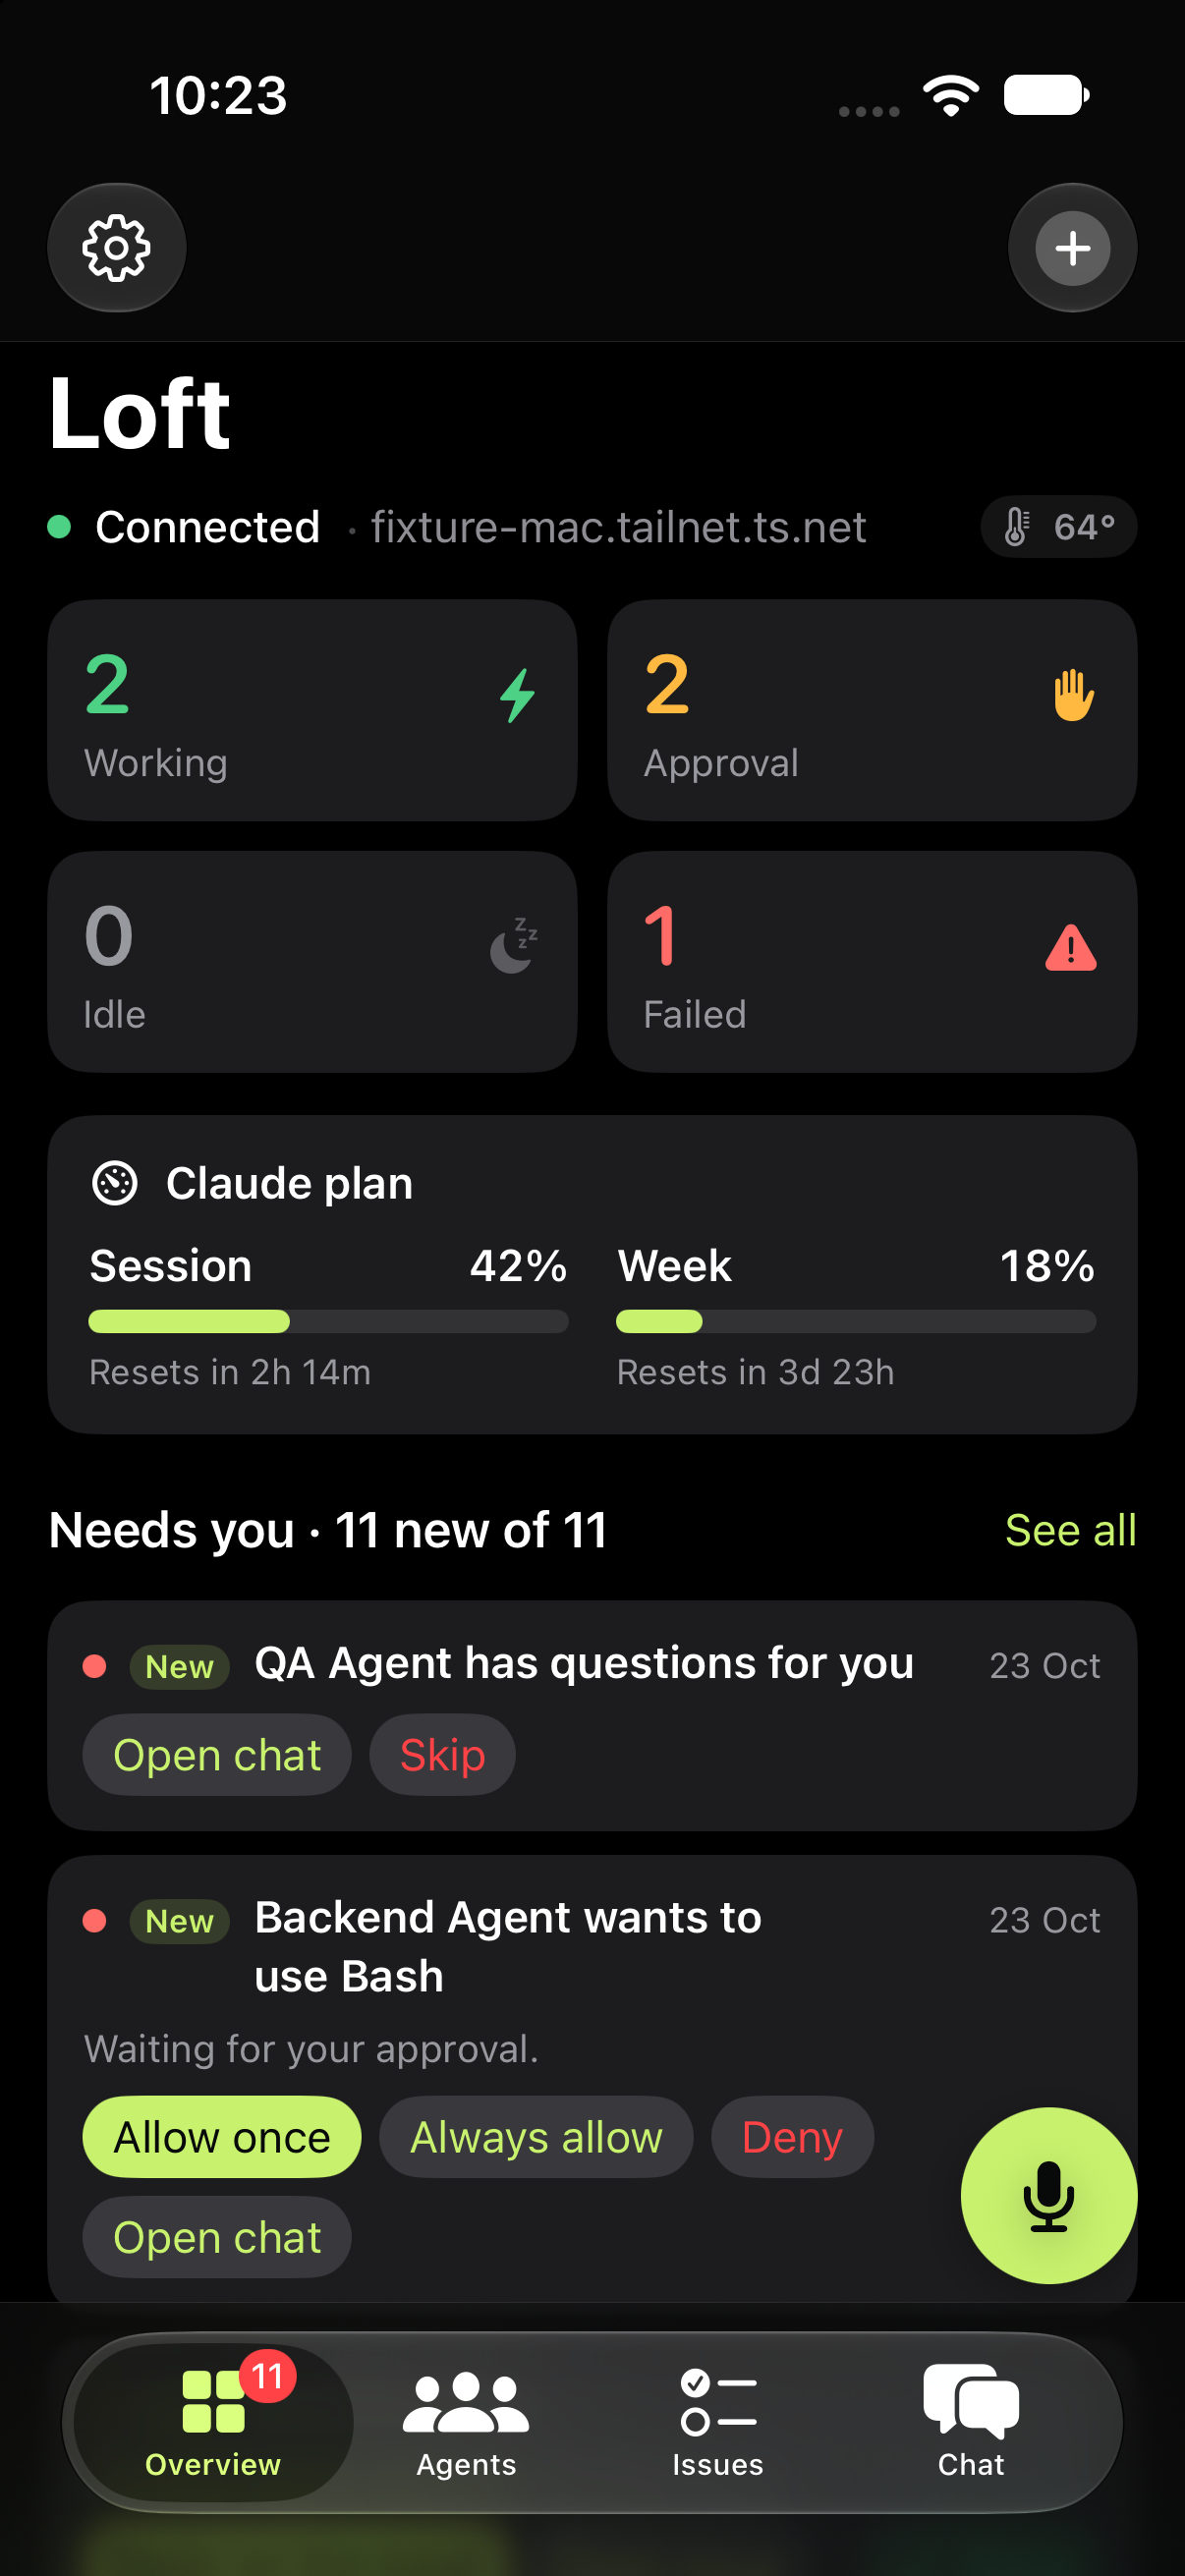 10:23
Loft
Connected · fixture-mac.tailnet.ts.net
64°
2
Working
2
Approval
0
Idle
1
Failed
Claude plan
Session 42%
Resets in 2h 14m
Week 18%
Resets in 3d 23h
Needs you · 11 new of 11
See all
New QA Agent has questions for you 23 Oct
Open chat Skip
New Backend Agent wants to 23 Oct
use Bash
Waiting for your approval.
Allow once Always allow Deny
Open chat
11
Overview Agents Issues Chat